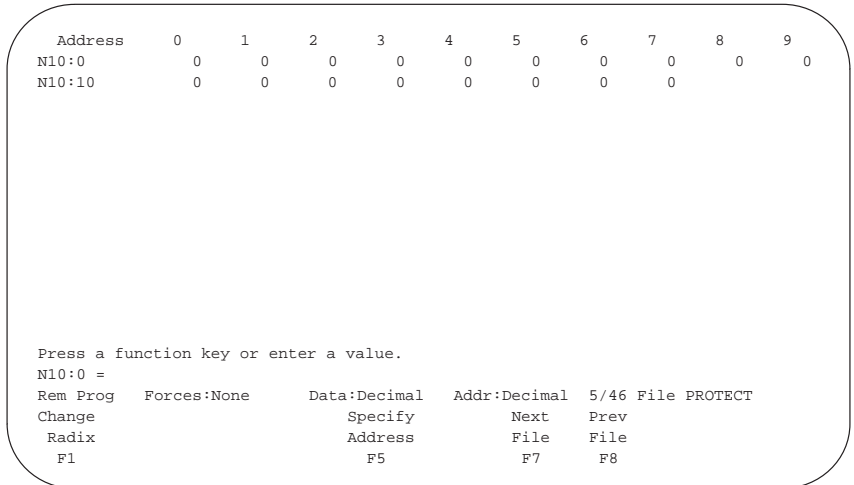 Address 0 1 2 3 4 5 6 7 8 9
N10:0 0 0 0 0 0 0 0 0 0 0
N10:10 0 0 0 0 0 0 0 0
Press a function key or enter a value.
N10:0 =
Rem Prog Forces:None Data:Decimal Addr:Decimal 5/46 File PROTECT
Change Specify Next Prev
Radix Address File File
F1 F5 F7 F8